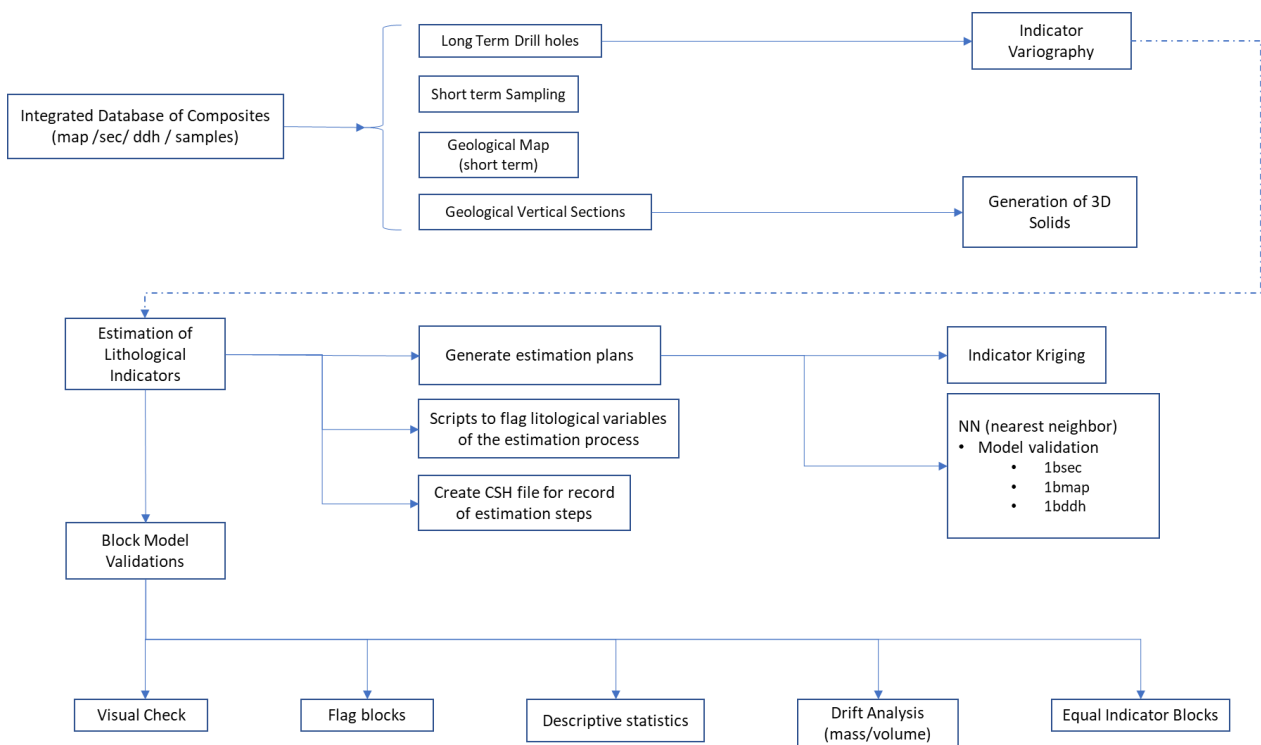 Long Term Drill holes
Indicator
Variography
Short term Sampling
Integrated Database of Composites
(map /sec/ ddh / samples)
Geological Map
(short term)
Geological Vertical Sections
Generation of 3D
Solids
Estimation of
Lithological
Indicators
Generate estimation plans
Indicator Kriging
Scripts to flag litological variables
of the estimation process
NN (nearest neighbor)
• Model validation
• 1bsec
• 1bmap
• 1bddh
Create CSH file for record
of estimation steps
Block Model
Validations
Visual Check
Flag blocks
Descriptive statistics
Drift Analysis
(mass/volume)
Equal Indicator Blocks